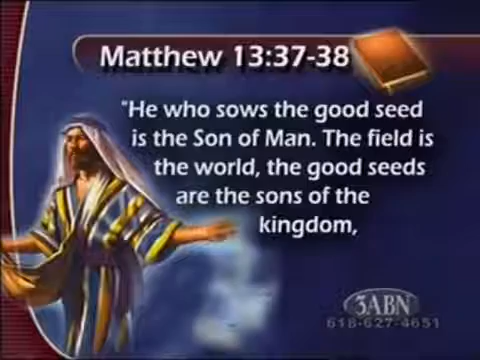 Matthew 13:37-38
"He who sows the good seed
is the Son of Man. The field is
the world, the good seeds
are the sons of the
kingdom,
3ABN
618-627-4651